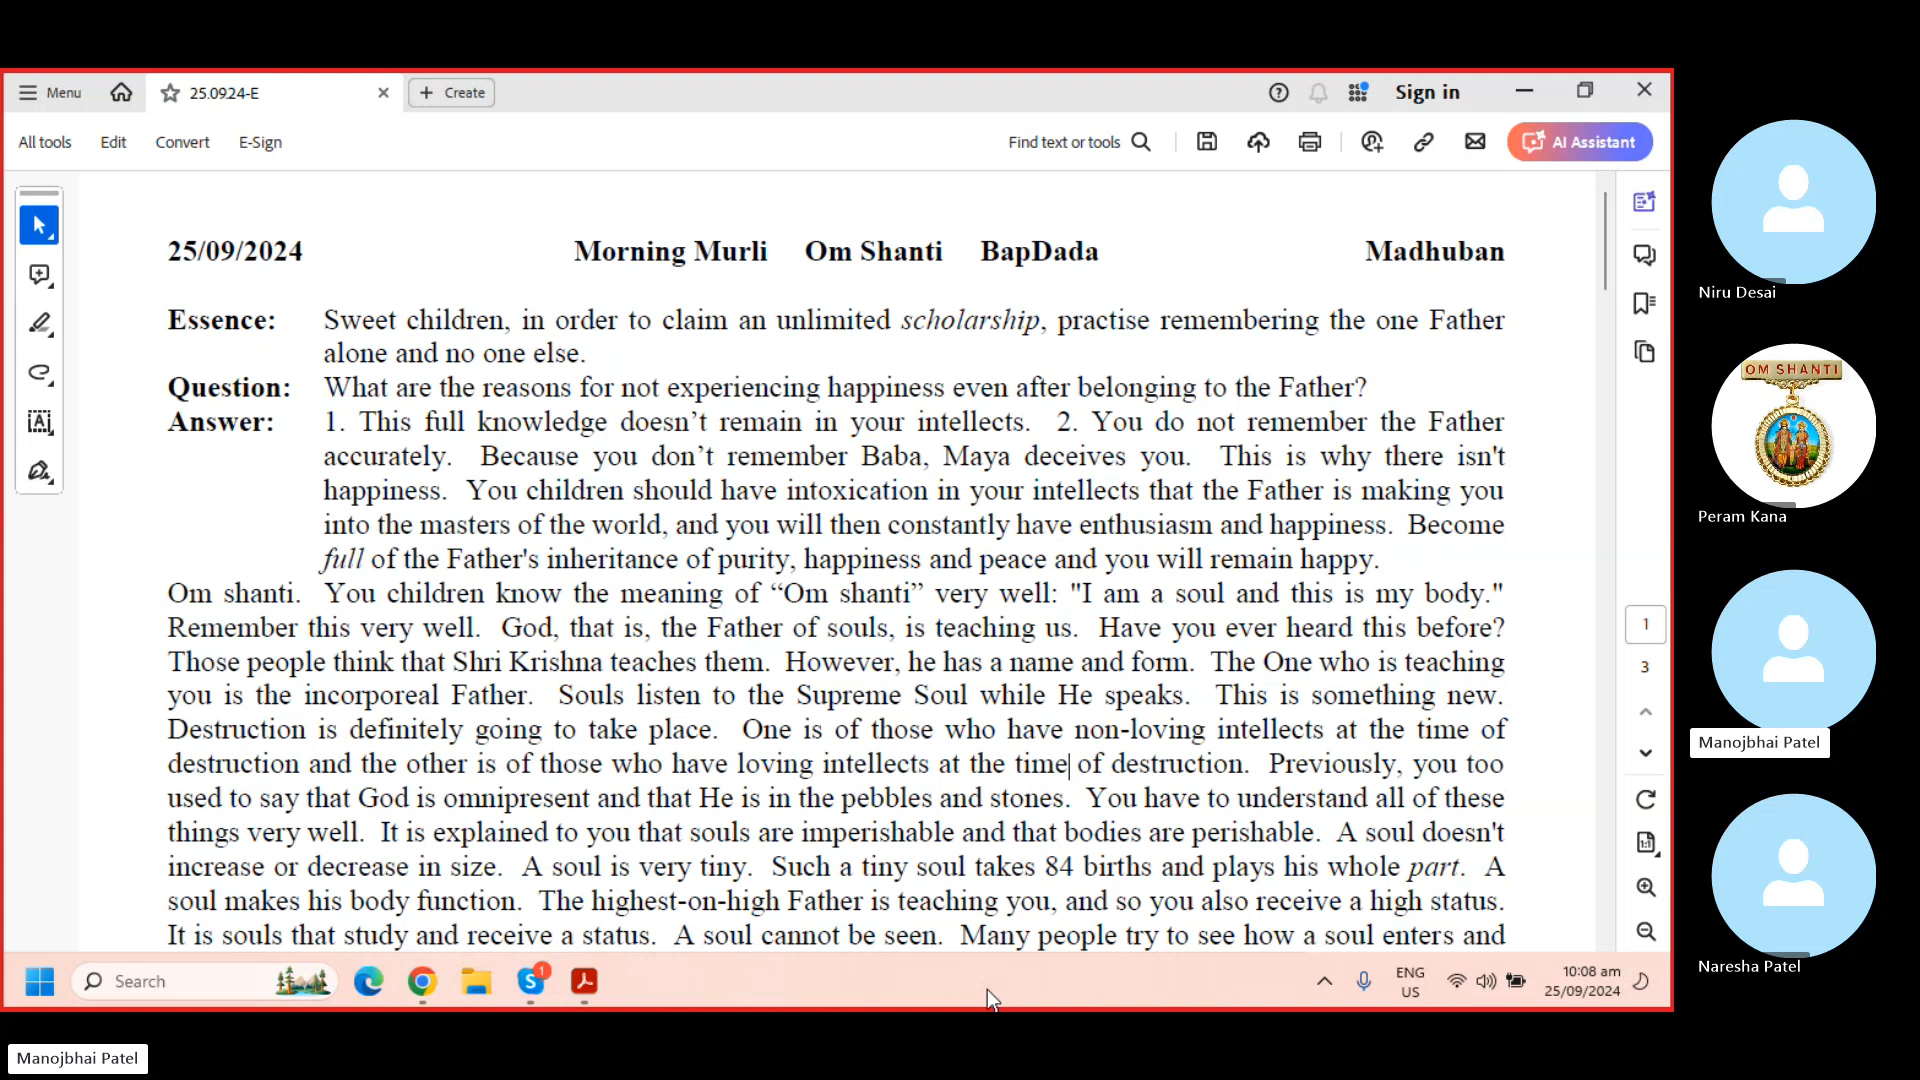 Menu
25.09.24-E
Create
Sign in
All tools
Edit
Convert
E-Sign
Find text or tools
AI Assistant
25/09/2024 Morning Murli Om Shanti BapDada Madhuban
Essence: Sweet children, in order to claim an unlimited scholarship, practise remembering the one Father
alone and no one else.
Question: What are the reasons for not experiencing happiness even after belonging to the Father?
Answer: 1. This full knowledge doesn’t remain in your intellects. 2. You do not remember the Father
accurately. Because you don’t remember Baba, Maya deceives you. This is why there isn't
happiness. You children should have intoxication in your intellects that the Father is making you
into the masters of the world, and you will then constantly have enthusiasm and happiness. Become
full of the Father's inheritance of purity, happiness and peace and you will remain happy.
Om shanti. You children know the meaning of “Om shanti” very well: "I am a soul and this is my body."
Remember this very well. God, that is, the Father of souls, is teaching us. Have you ever heard this before?
Those people think that Shri Krishna teaches them. However, he has a name and form. The One who is teaching
you is the incorporeal Father. Souls listen to the Supreme Soul while He speaks. This is something new.
Destruction is definitely going to take place. One is of those who have non-loving intellects at the time of
destruction and the other is of those who have loving intellects at the time of destruction. Previously, you too
used to say that God is omnipresent and that He is in the pebbles and stones. You have to understand all of these
things very well. It is explained to you that souls are imperishable and that bodies are perishable. A soul doesn't
increase or decrease in size. A soul is very tiny. Such a tiny soul takes 84 births and plays his whole part. A
soul makes his body function. The highest-on-high Father is teaching you, and so you also receive a high status.
It is souls that study and receive a status. A soul cannot be seen. Many people try to see how a soul enters and
1
3
1:1
Search
1
ENG
US
10:08 am
25/09/2024
Niru Desai
OM SHANTI
Peram Kana
Manojbhai Patel
Naresha Patel
Manojbhai Patel